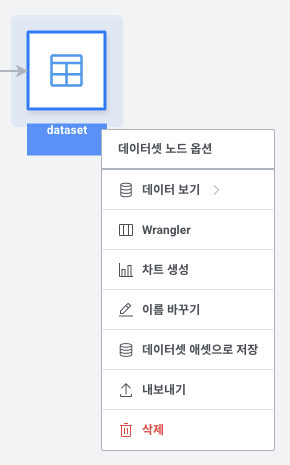 dataset
데이터셋 노드 옵션
데이터 보기
Wrangler
차트 생성
이름 바꾸기
데이터셋 애셋으로 저장
내보내기
삭제